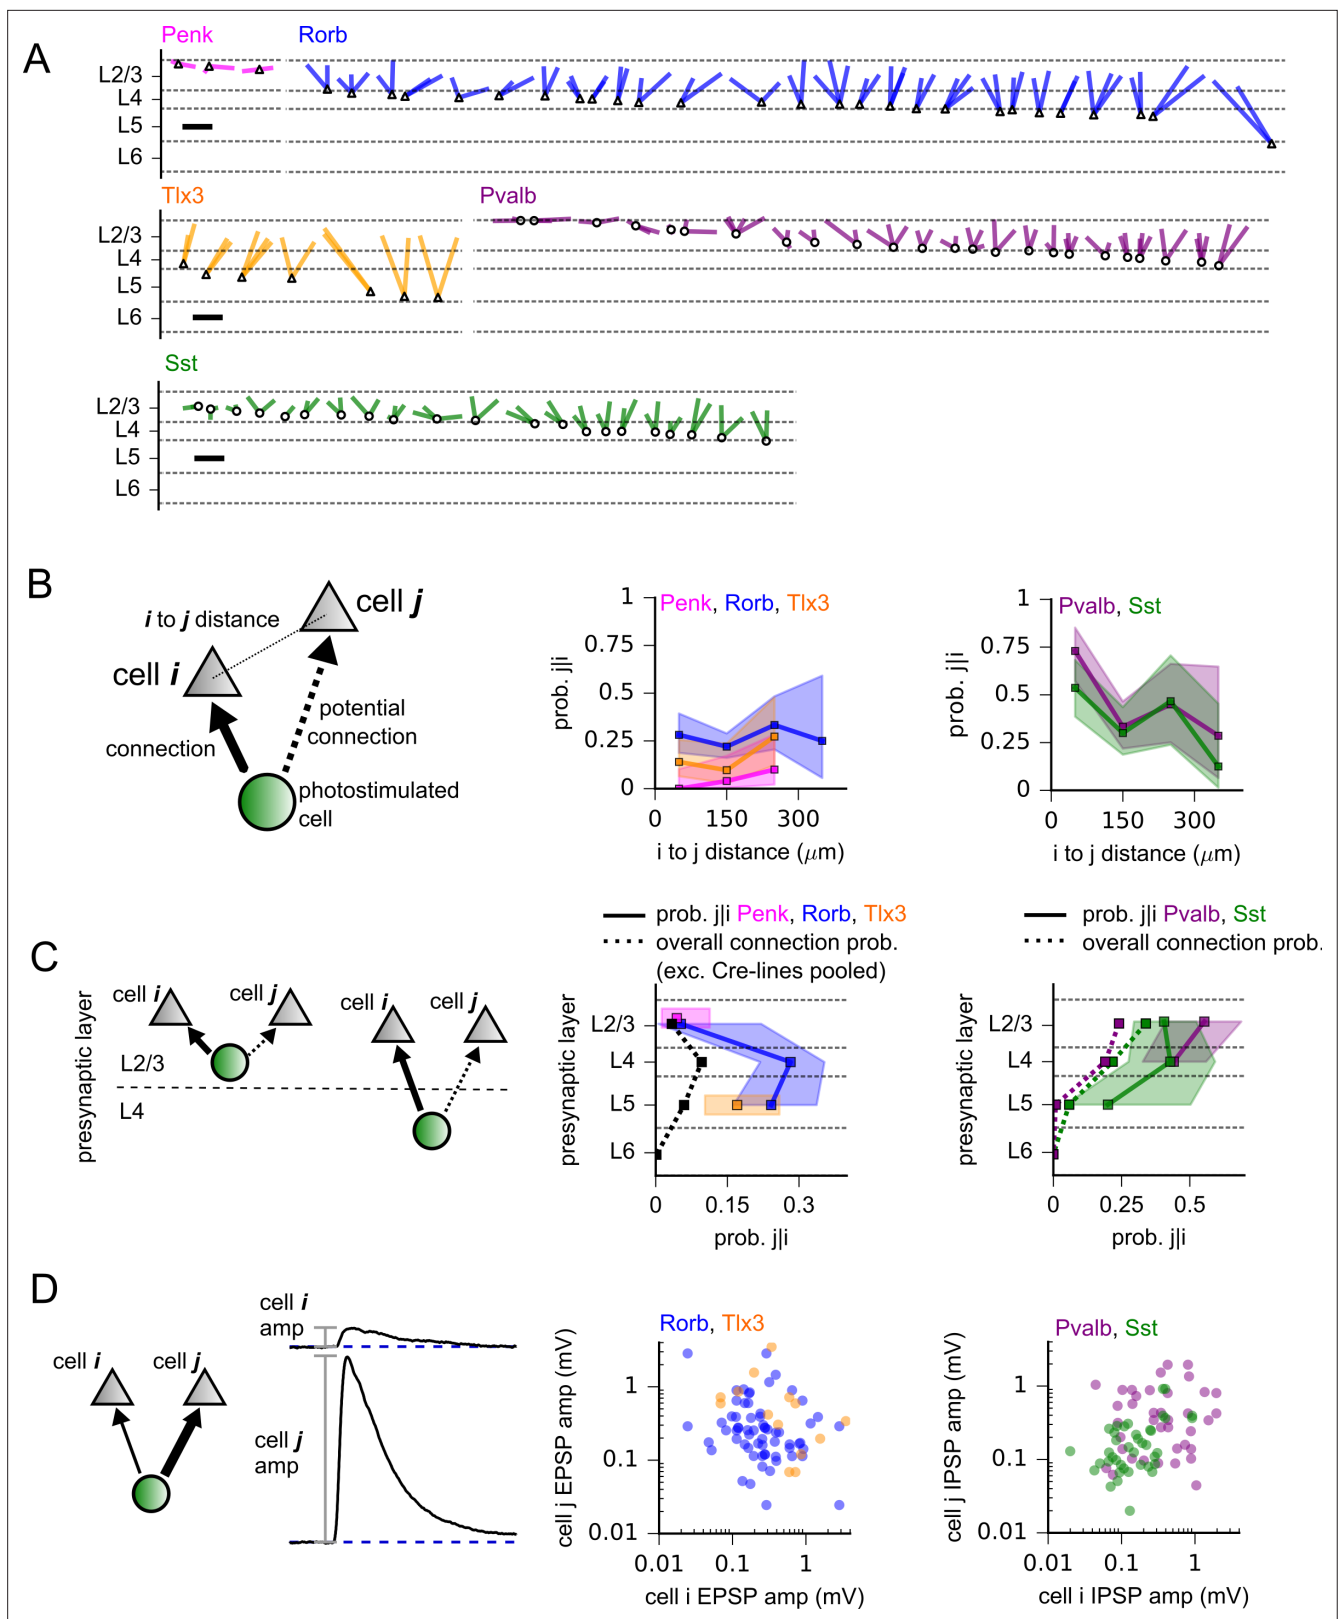 A
Penk
Rorb
L2/3
L4
L5
L6
Tlx3
Pvalb
L2/3
L4
L5
L6
Sst
L2/3
L4
L5
L6
B
cell j
i to j distance
cell i
potential
connection
connection
photostimulated
cell
Penk, Rorb, Tlx3
prob. j|i
1
0.75
0.5
0.25
0
0 150 300
i to j distance (μm)
Pvalb, Sst
prob. j|i
1
0.75
0.5
0.25
0
0 150 300
i to j distance (μm)
C
presynaptic layer
cell i
cell j
cell i
cell j
L2/3
L4
prob. j|i Penk, Rorb, Tlx3
overall connection prob.
(exc. Cre-lines pooled)
presynaptic layer
L2/3
L4
L5
L6
0 0.15 0.3
prob. j|i
prob. j|i Pvalb, Sst
overall connection prob.
presynaptic layer
L2/3
L4
L5
L6
0 0.25 0.5
prob. j|i
D
cell i
cell j
cell i
amp
cell j
amp
Rorb, Tlx3
cell j EPSP amp (mV)
1
0.1
0.01
0.01 0.1 1
cell i EPSP amp (mV)
Pvalb, Sst
cell j IPSP amp (mV)
1
0.1
0.01
0.01 0.1 1
cell i IPSP amp (mV)